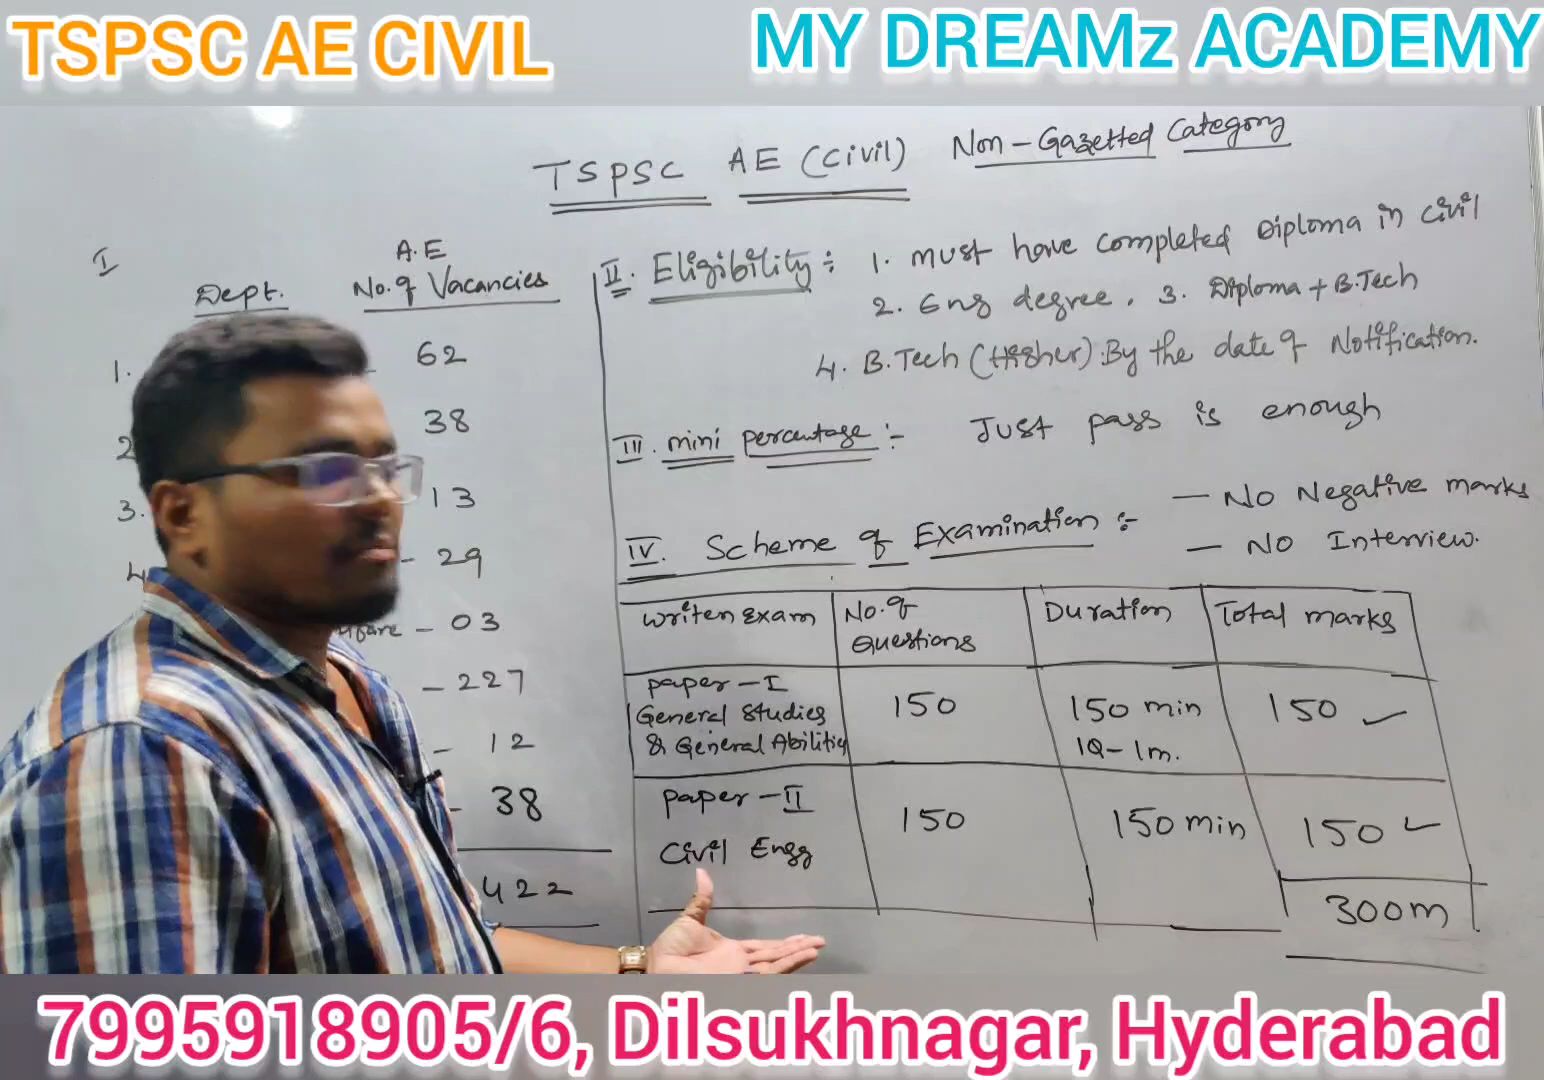 TSPSC AE CIVIL
MY DREAMz ACADEMY
TSPSC AE (Civil) Non-Gazetted Category
I
Dept.
A.E
No. of Vacancies
1. 62
2 38
3. 13
4 - 29
- 03
- 227
- 12
- 38
422
II. Eligibility :- 1. must have completed Diploma in civil
2. Eng degree. 3. Diploma + B.Tech
4. B.Tech (Higher). By the date of Notification.
III. mini percentage :- Just pass is enough
IV. Scheme of Examination :-
- No Negative marks
- No Interview.
writen exam
No. of Questions
Duration
Total marks
paper - I
General Studies
& General Abilities
150
150 min
1Q - 1m.
150
paper - II
Civil Engg
150
150 min
150
300m
7995918905/6, Dilsukhnagar, Hyderabad